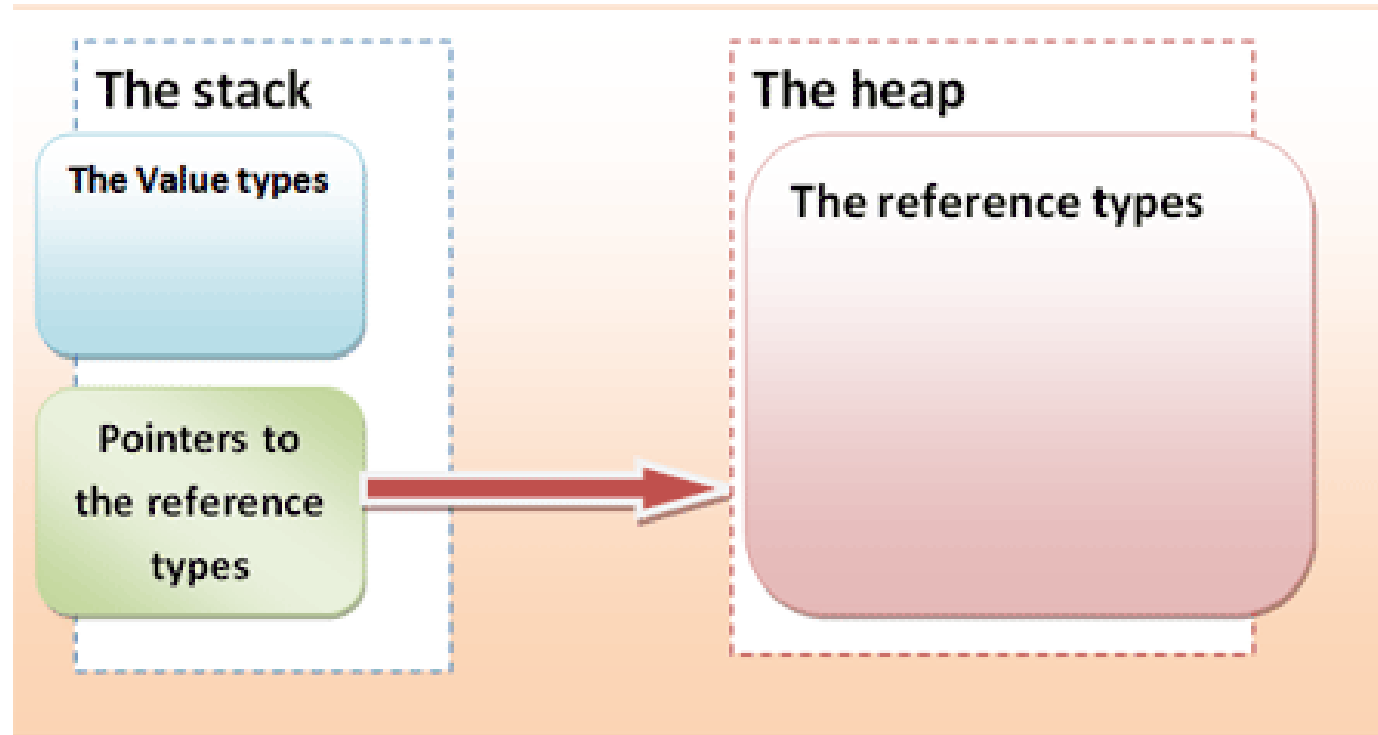 The stack
The Value types
Pointers to
the reference
types
The heap
The reference types